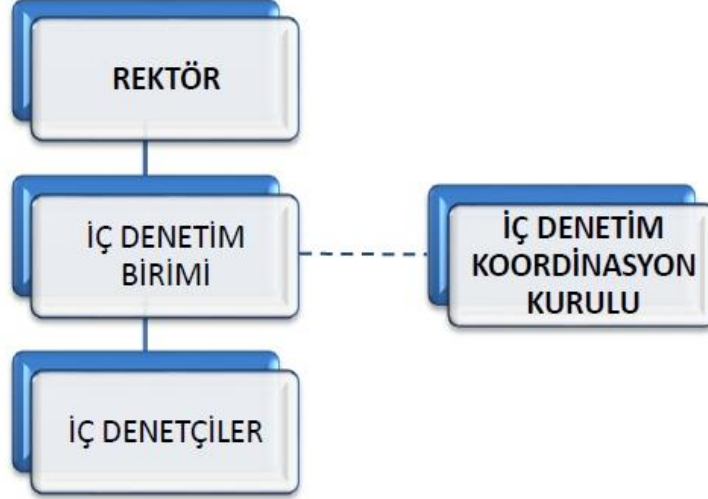 REKTÖR
İÇ DENETİM
BİRİMİ
İÇ DENETİM
KOORDİNASYON
KURULU
İÇ DENETÇİLER